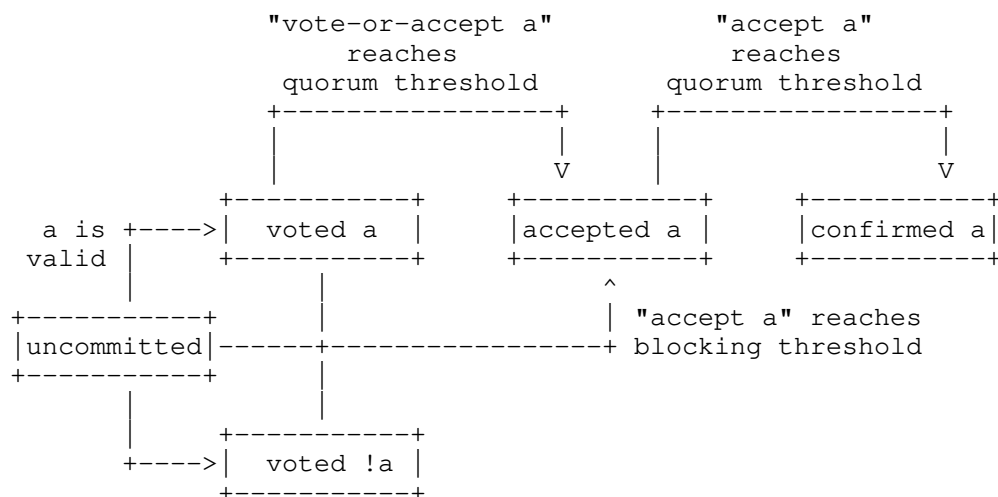 "vote-or-accept a" "accept a"
reaches reaches
quorum threshold quorum threshold
a is voted a accepted a confirmed a
valid
"accept a" reaches
uncommitted blocking threshold
voted !a